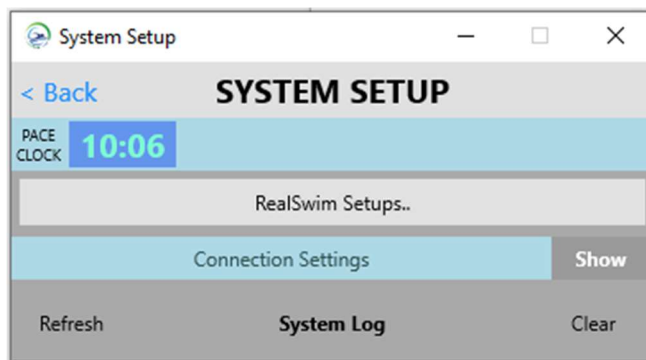 System Setup
< Back SYSTEM SETUP
PACE
CLOCK 10:06
RealSwim Setups..
Connection Settings Show
Refresh System Log Clear